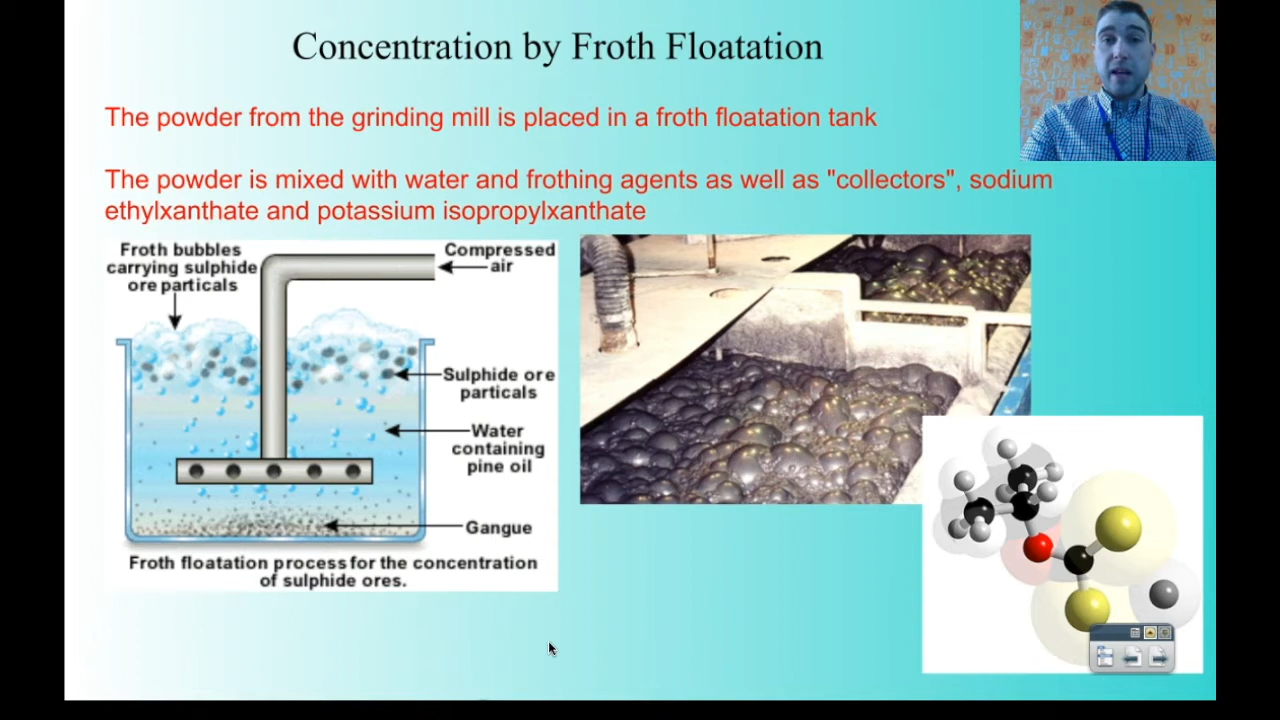 Concentration by Froth Floatation
The powder from the grinding mill is placed in a froth floatation tank
The powder is mixed with water and frothing agents as well as "collectors", sodium
ethylxanthate and potassium isopropylxanthate
Froth bubbles
carrying sulphide
ore particals
Compressed
air
Sulphide ore
particals
Water
containing
pine oil
Gangue
Froth floatation process for the concentration
of sulphide ores.